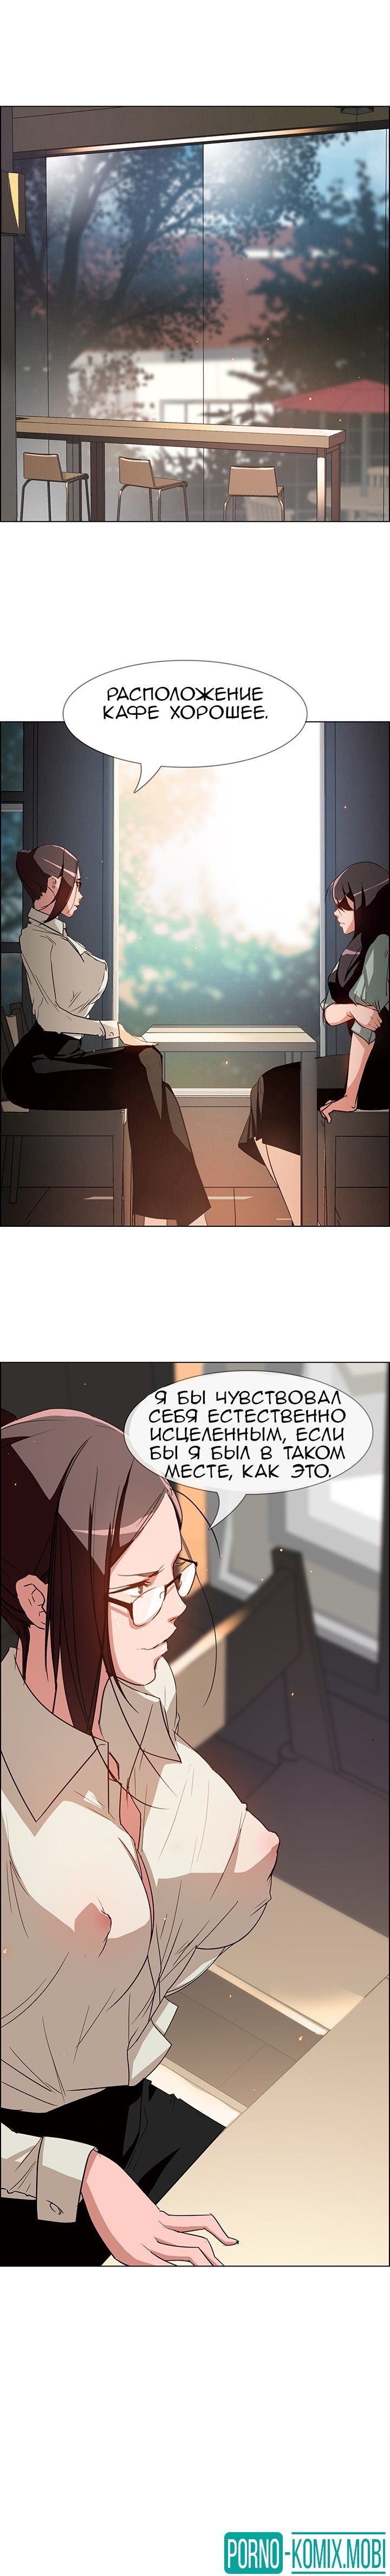 РАСПОЛОЖЕНИЕ
КАФЕ ХОРОШЕЕ.
Я БЫ ЧУВСТВОВАЛ
СЕБЯ ЕСТЕСТВЕННО
ИСЦЕЛЕННЫМ, ЕСЛИ
БЫ Я БЫЛ В ТАКОМ
МЕСТЕ, КАК ЭТО.
PORNO-KOMIX.MOBI